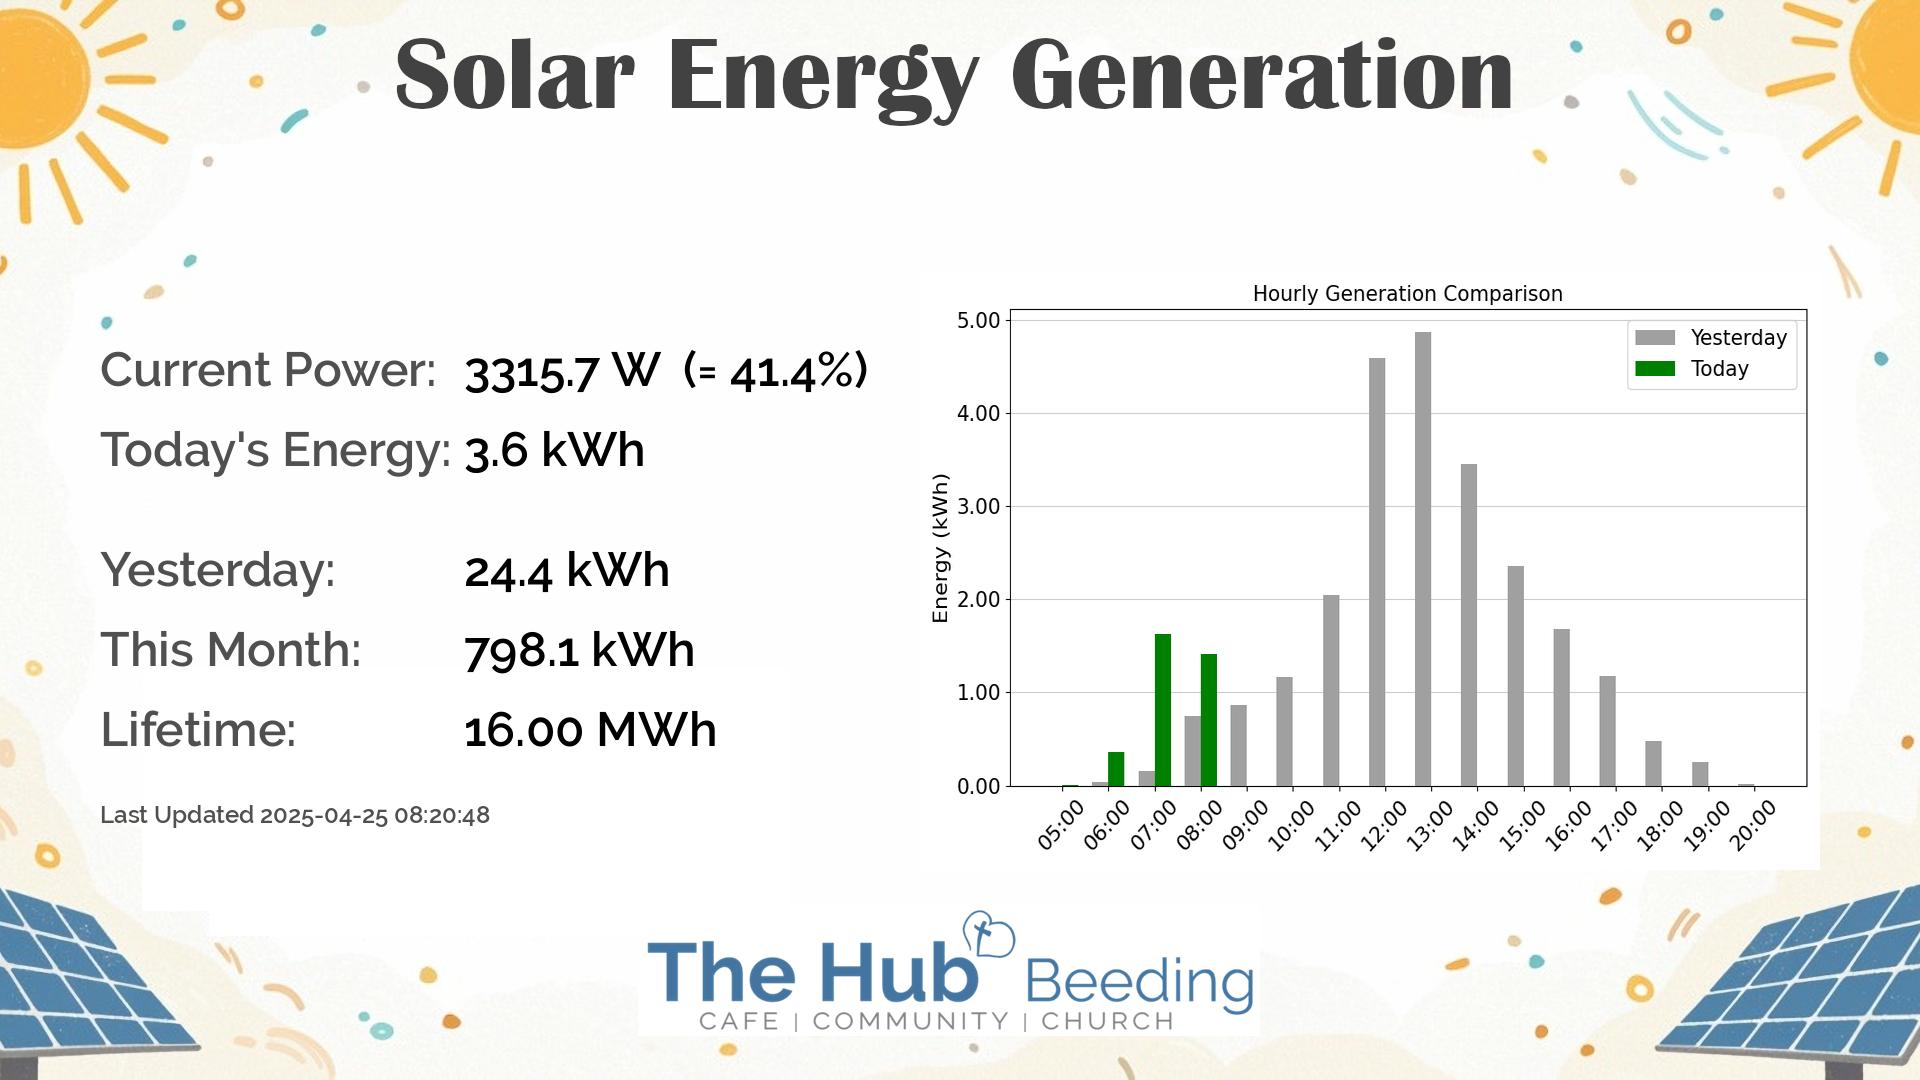 Solar Energy Generation
Current Power: 3315.7 W (= 41.4%)
Today's Energy: 3.6 kWh
Yesterday: 24.4 kWh
This Month: 798.1 kWh
Lifetime: 16.00 MWh
Last Updated 2025-04-25 08:20:48
Hourly Generation Comparison
Yesterday
Today
Energy (kWh)
5.00
4.00
3.00
2.00
1.00
0.00
05:00 06:00 07:00 08:00 09:00 10:00 11:00 12:00 13:00 14:00 15:00 16:00 17:00 18:00 19:00 20:00
The Hub Beeding
CAFE | COMMUNITY | CHURCH